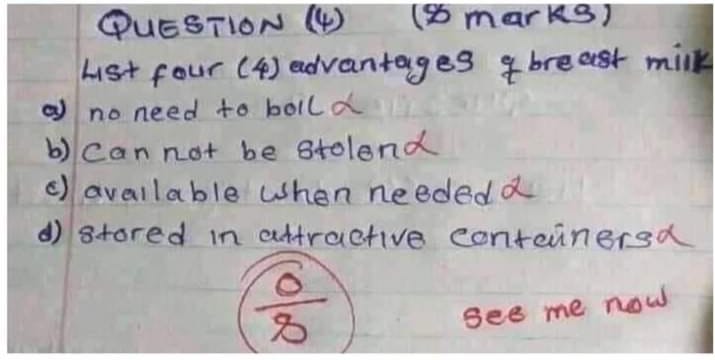 QUESTION (4) (8 marks)
List four (4) advantages of breast milk
a) no need to boil
b) Can not be stolen
c) available when needed
d) stored in attractive containers
0
8
see me now